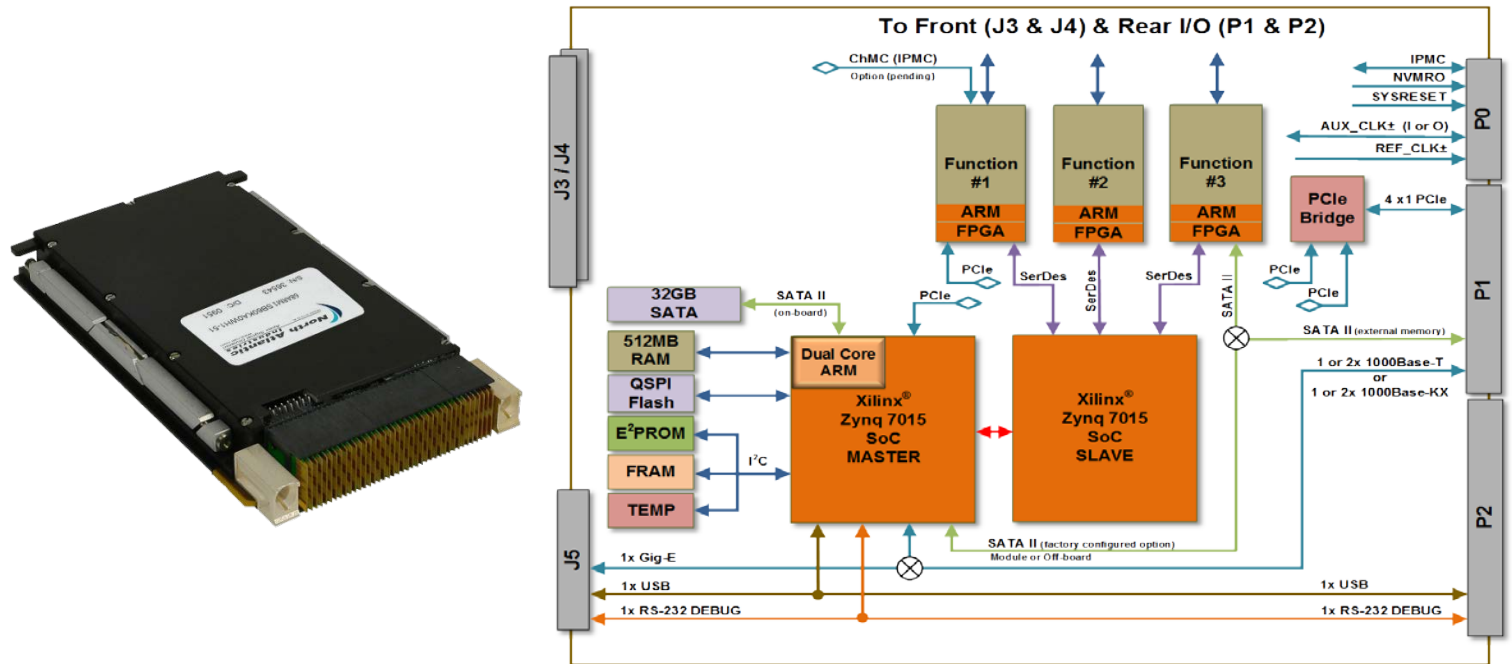 To Front (J3 & J4) & Rear I/O (P1 & P2)
ChMC (IPMC)
Option (pending)
IPMC
NVMRO
SYSRESET
AUX_CLK± (I or O)
REF_CLK±
P0
J3 / J4
Function
#1
ARM
FPGA
Function
#2
ARM
FPGA
Function
#3
ARM
FPGA
PCIe
Bridge
4 x1 PCIe
P1
PCIe
SerDes
SerDes
SerDes
SATA II
PCIe
PCIe
PCIe
32GB
SATA
SATA II
(on-board)
SATA II (external memory)
512MB
RAM
Dual Core
ARM
1 or 2x 1000Base-T
or
1 or 2x 1000Base-KX
QSPI
Flash
Xilinx®
Zynq 7015
SoC
MASTER
Xilinx®
Zynq 7015
SoC
SLAVE
E²PROM
FRAM
TEMP
I²C
P2
SATA II (factory configured option)
Module or Off-board
J5
1x Gig-E
1x USB
1x USB
1x RS-232 DEBUG
1x RS-232 DEBUG
North Atlantic
Industries